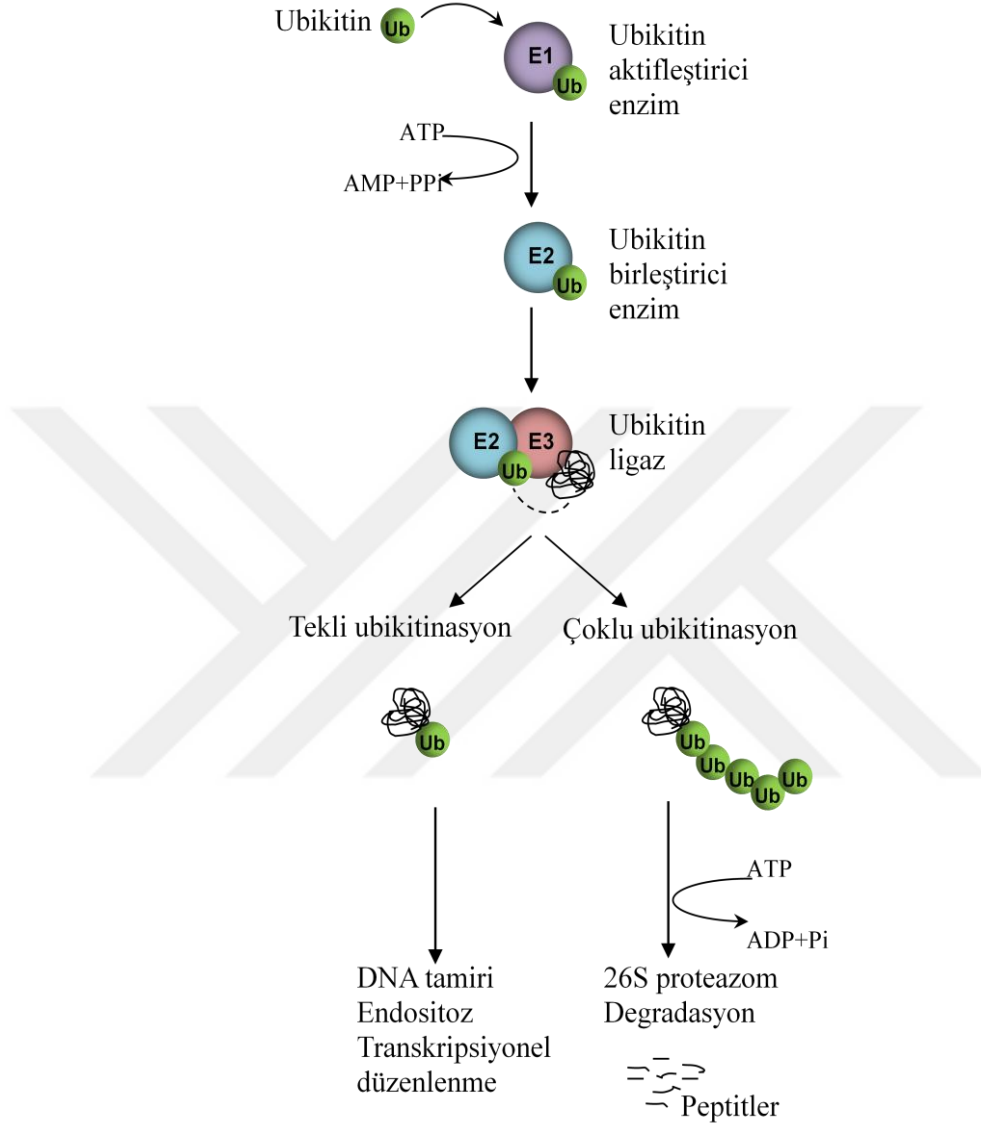 Ubikitin
Ub
E1
Ub
Ubikitin
aktifleştirici
enzim
ATP
AMP+PPi
E2
Ub
Ubikitin
birleştirici
enzim
E2
E3
Ub
Ubikitin
ligaz
Tekli ubikitinasyon
Çoklu ubikitinasyon
Ub
Ub
Ub
Ub
Ub
Ub
ATP
ADP+Pi
DNA tamiri
Endositoz
Transkripsiyonel
düzenlenme
26S proteazom
Degradasyon
Peptitler